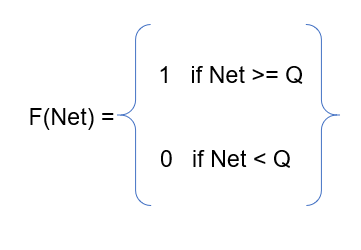 1 if Net >= Q
F(Net) =
0 if Net < Q